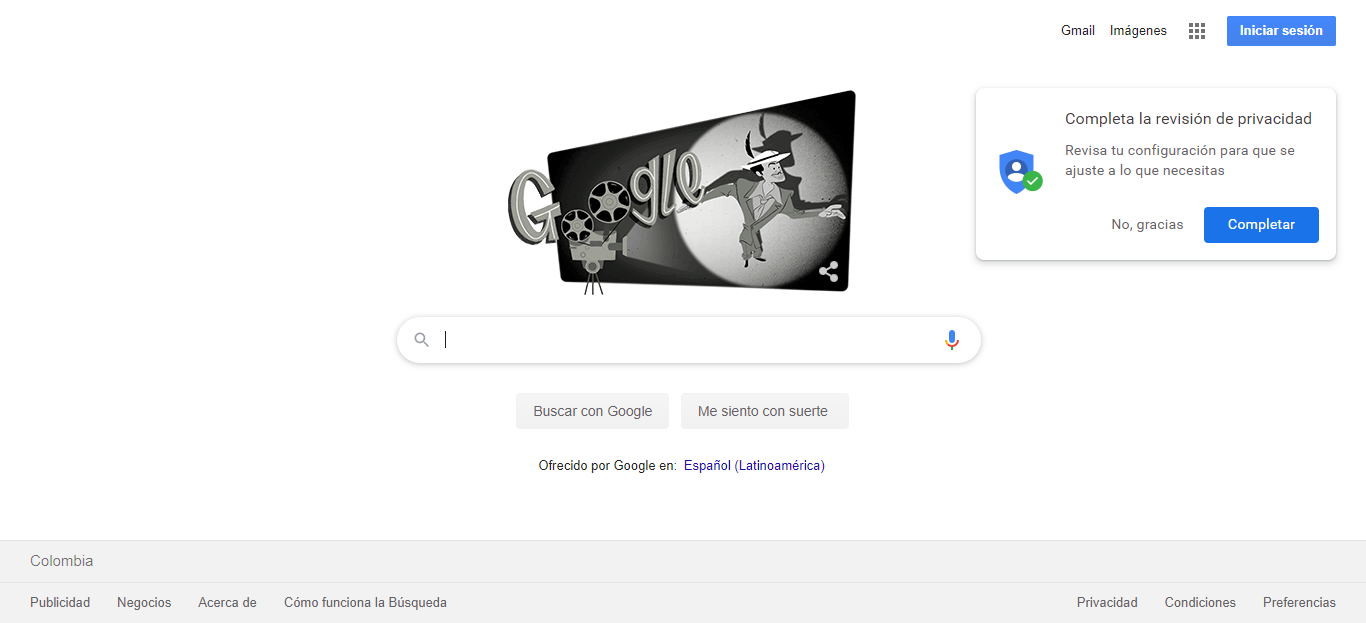 Gmail Imágenes Iniciar sesión
Google
Completa la revisión de privacidad
Revisa tu configuración para que se
ajuste a lo que necesitas
No, gracias Completar
Buscar con Google Me siento con suerte
Ofrecido por Google en: Español (Latinoamérica)
Colombia
Publicidad Negocios Acerca de Cómo funciona la Búsqueda Privacidad Condiciones Preferencias